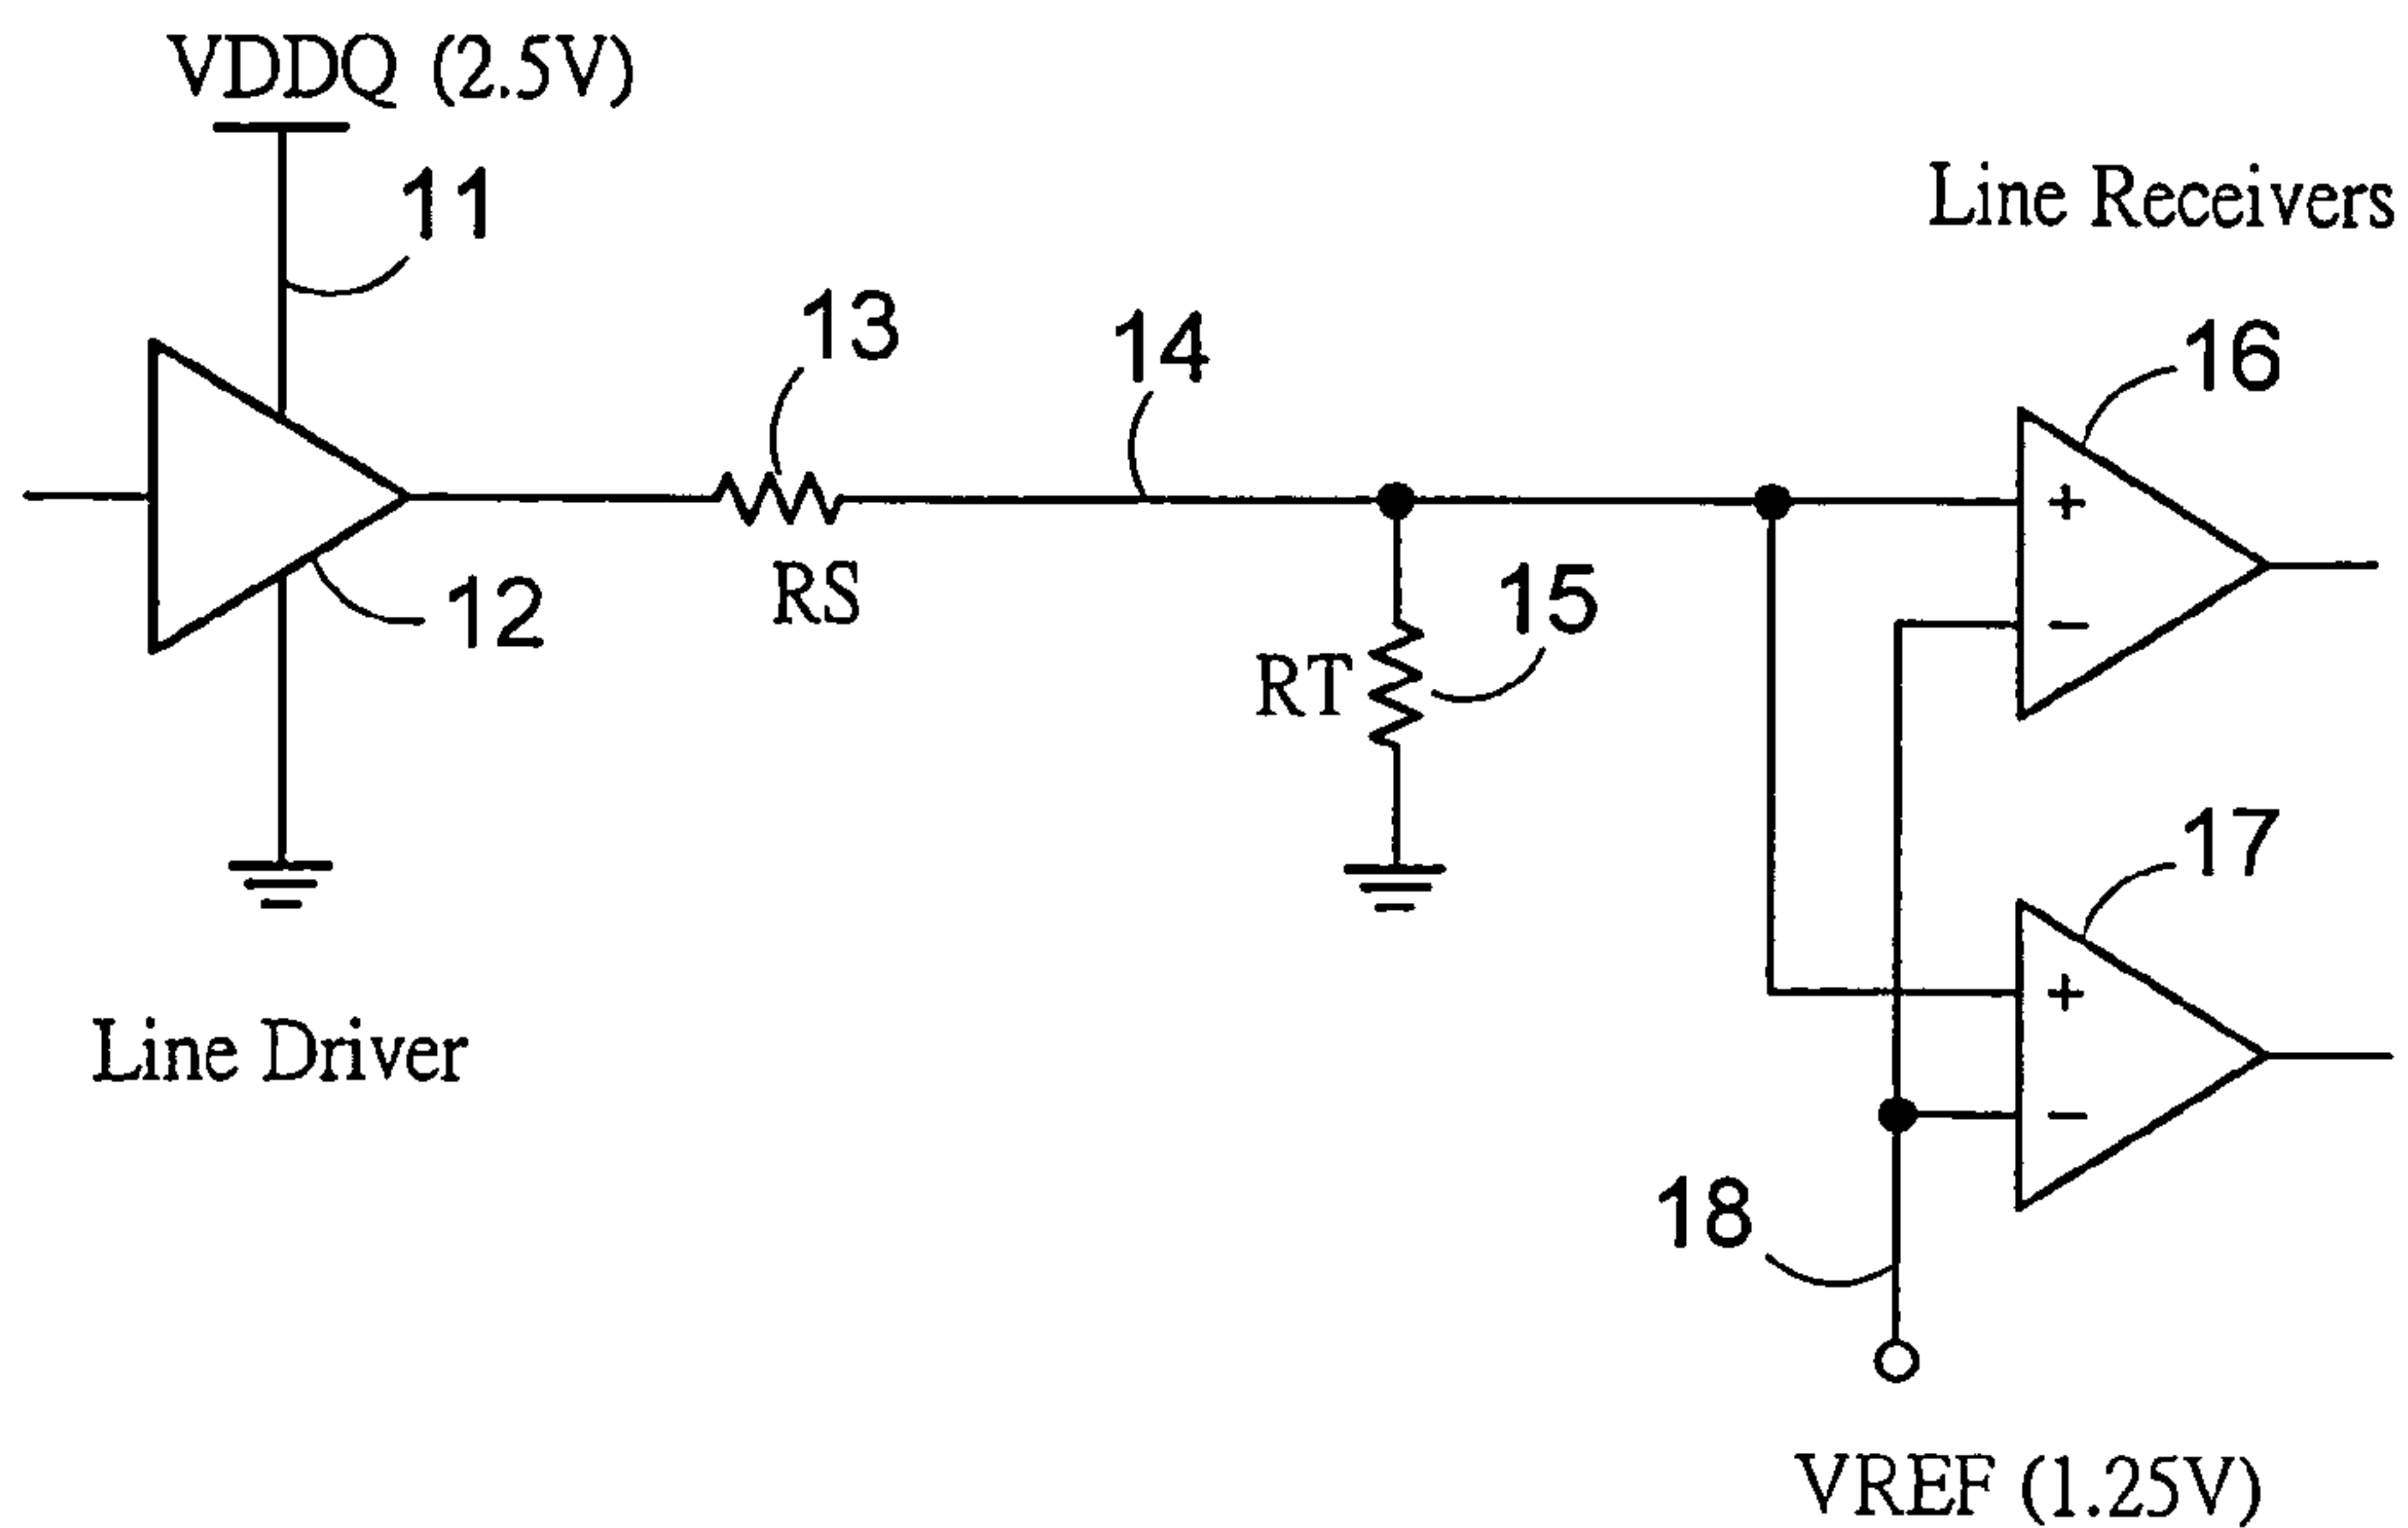 VDDQ (2.5V)
11
Line Receivers
13
14
16
+
12
RS
15
−
RT
17
+
Line Driver
−
18
VREF (1.25V)